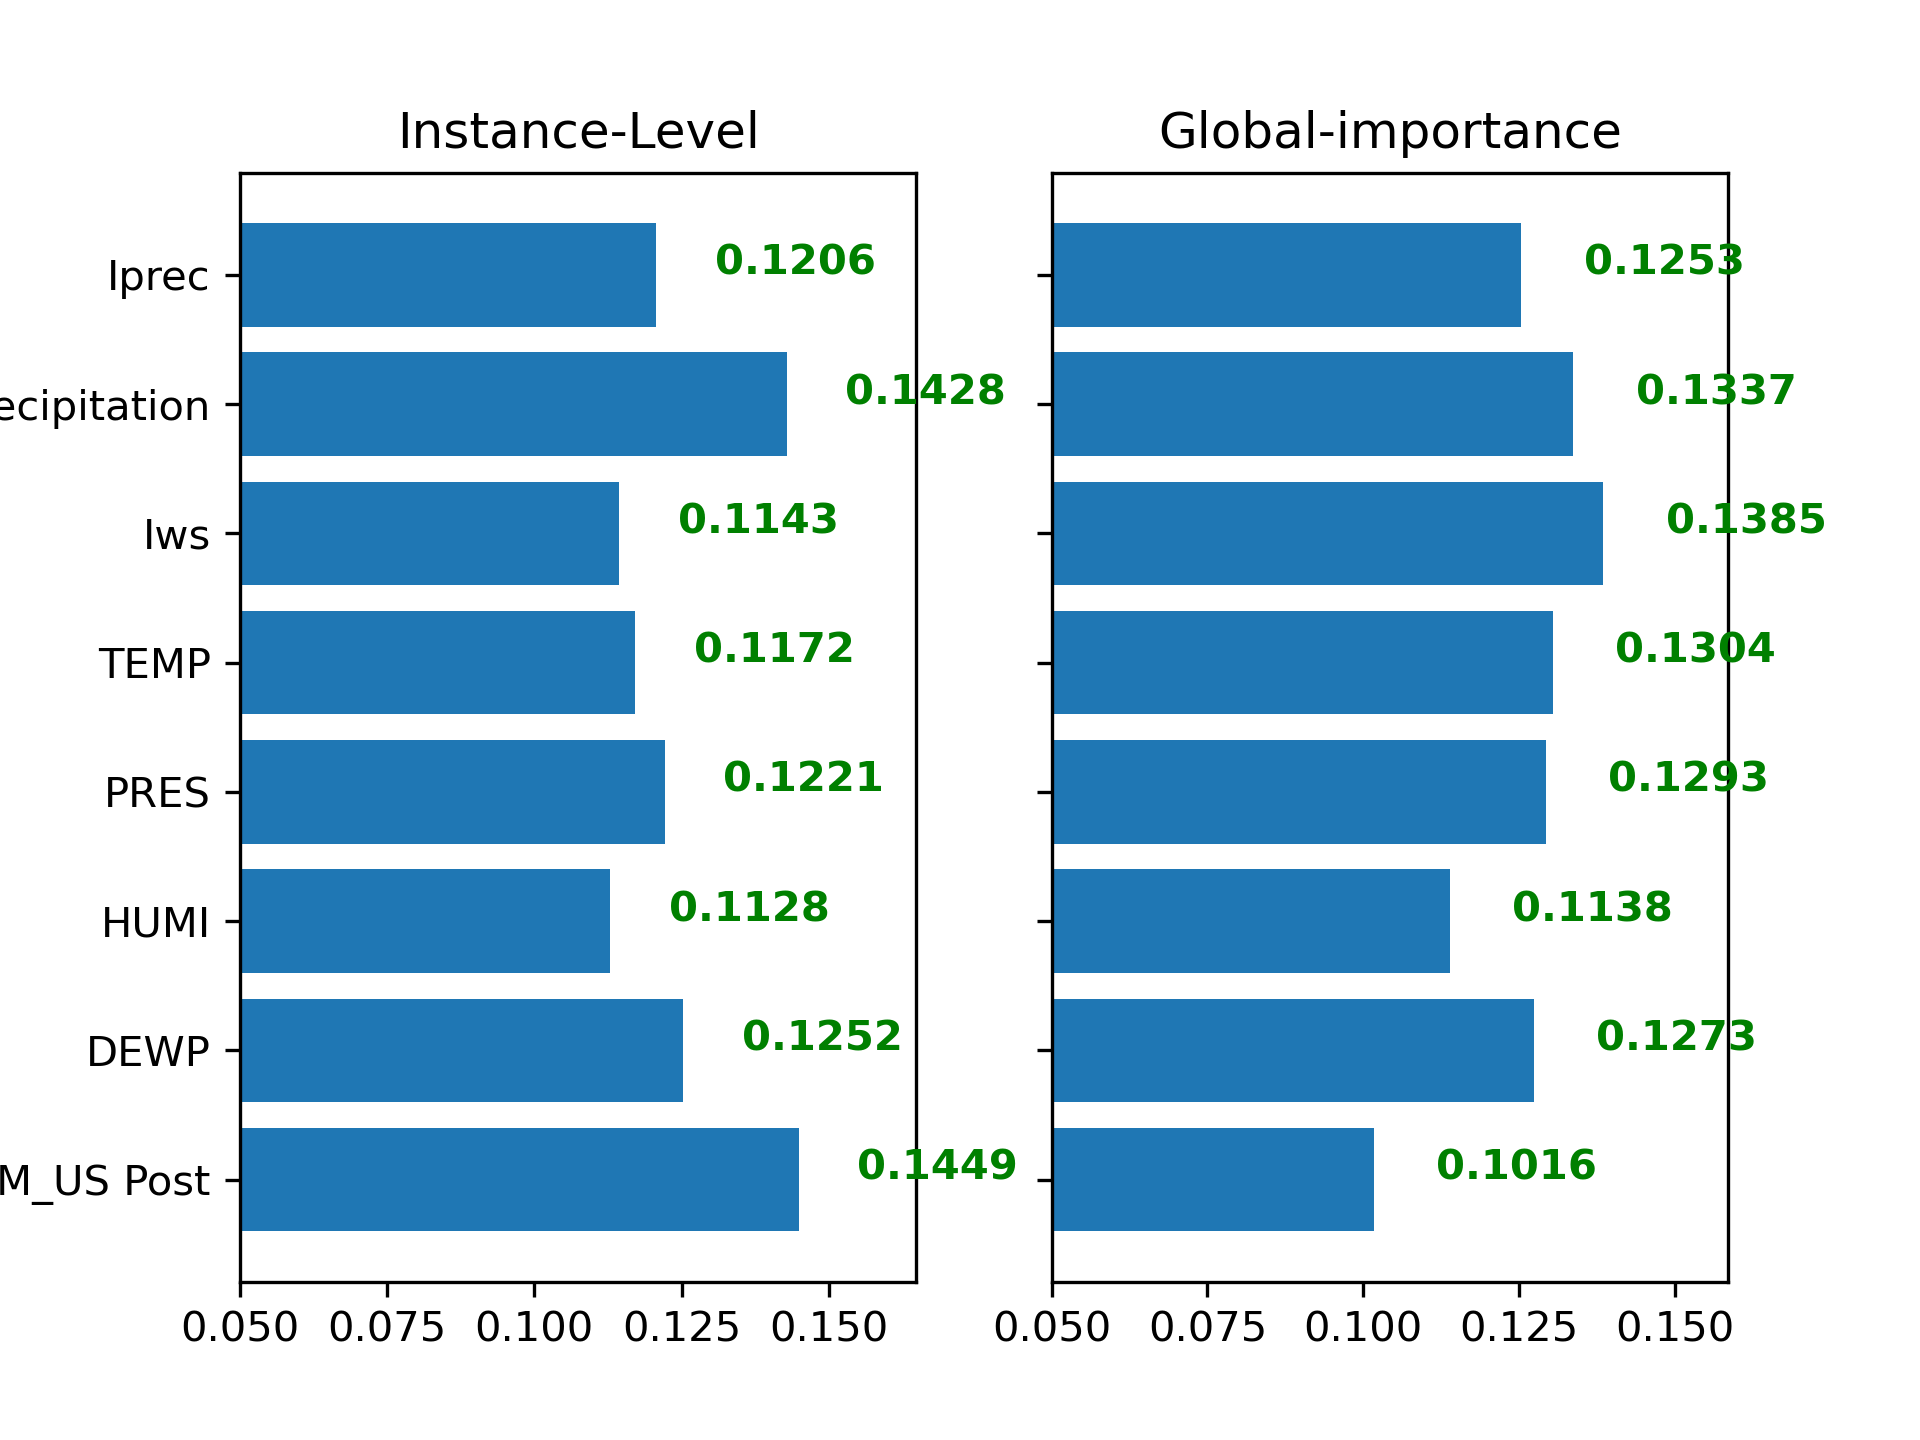 Instance-Level
Global-importance
Iprec 0.1206 0.1253
ecipitation 0.1428 0.1337
Iws 0.1143 0.1385
TEMP 0.1172 0.1304
PRES 0.1221 0.1293
HUMI 0.1128 0.1138
DEWP 0.1252 0.1273
M_US Post 0.1449 0.1016
0.050 0.075 0.100 0.125 0.150
0.050 0.075 0.100 0.125 0.150